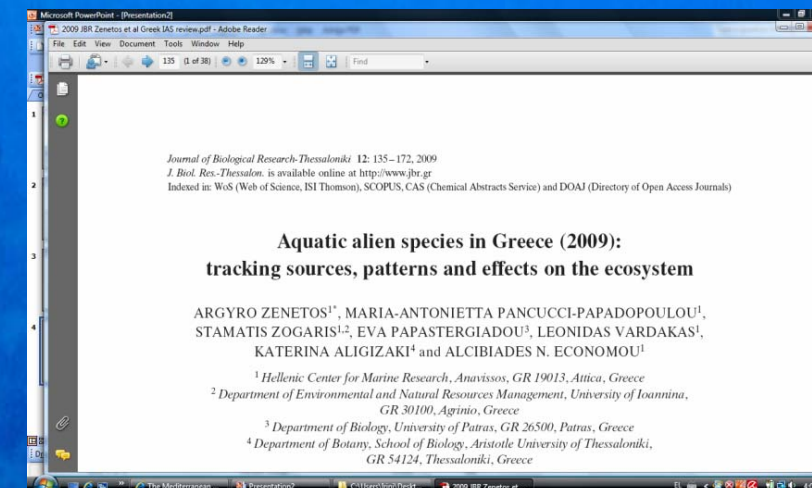 Microsoft PowerPoint - [Presentation2]
2009 JBR Zenetos et al Greek IAS review.pdf - Adobe Reader
File Edit View Document Tools Window Help
135 (1 of 38) 129% Find
1
2
3
4
Journal of Biological Research-Thessaloniki 12: 135–172, 2009
J. Biol. Res.-Thessalon. is available online at http://www.jbr.gr
Indexed in: WoS (Web of Science, ISI Thomson), SCOPUS, CAS (Chemical Abstracts Service) and DOAJ (Directory of Open Access Journals)
Aquatic alien species in Greece (2009):
tracking sources, patterns and effects on the ecosystem
ARGYRO ZENETOS1*, MARIA-ANTONIETTA PANCUCCI-PAPADOPOULOU1,
STAMATIS ZOGARIS1,2, EVA PAPASTERGIADOU3, LEONIDAS VARDAKAS1,
KATERINA ALIGIZAKI4 and ALCIBIADES N. ECONOMOU1
1 Hellenic Center for Marine Research, Anavissos, GR 19013, Attica, Greece
2 Department of Environmental and Natural Resources Management, University of Ioannina,
GR 30100, Agrinio, Greece
3 Department of Biology, University of Patras, GR 26500, Patras, Greece
4 Department of Botany, School of Biology, Aristotle University of Thessaloniki,
GR 54124, Thessaloniki, Greece
The Mediterranean ... Presentation2 C:\Users\Irini\Deskt... 2009 JBR Zenetos et ... EL